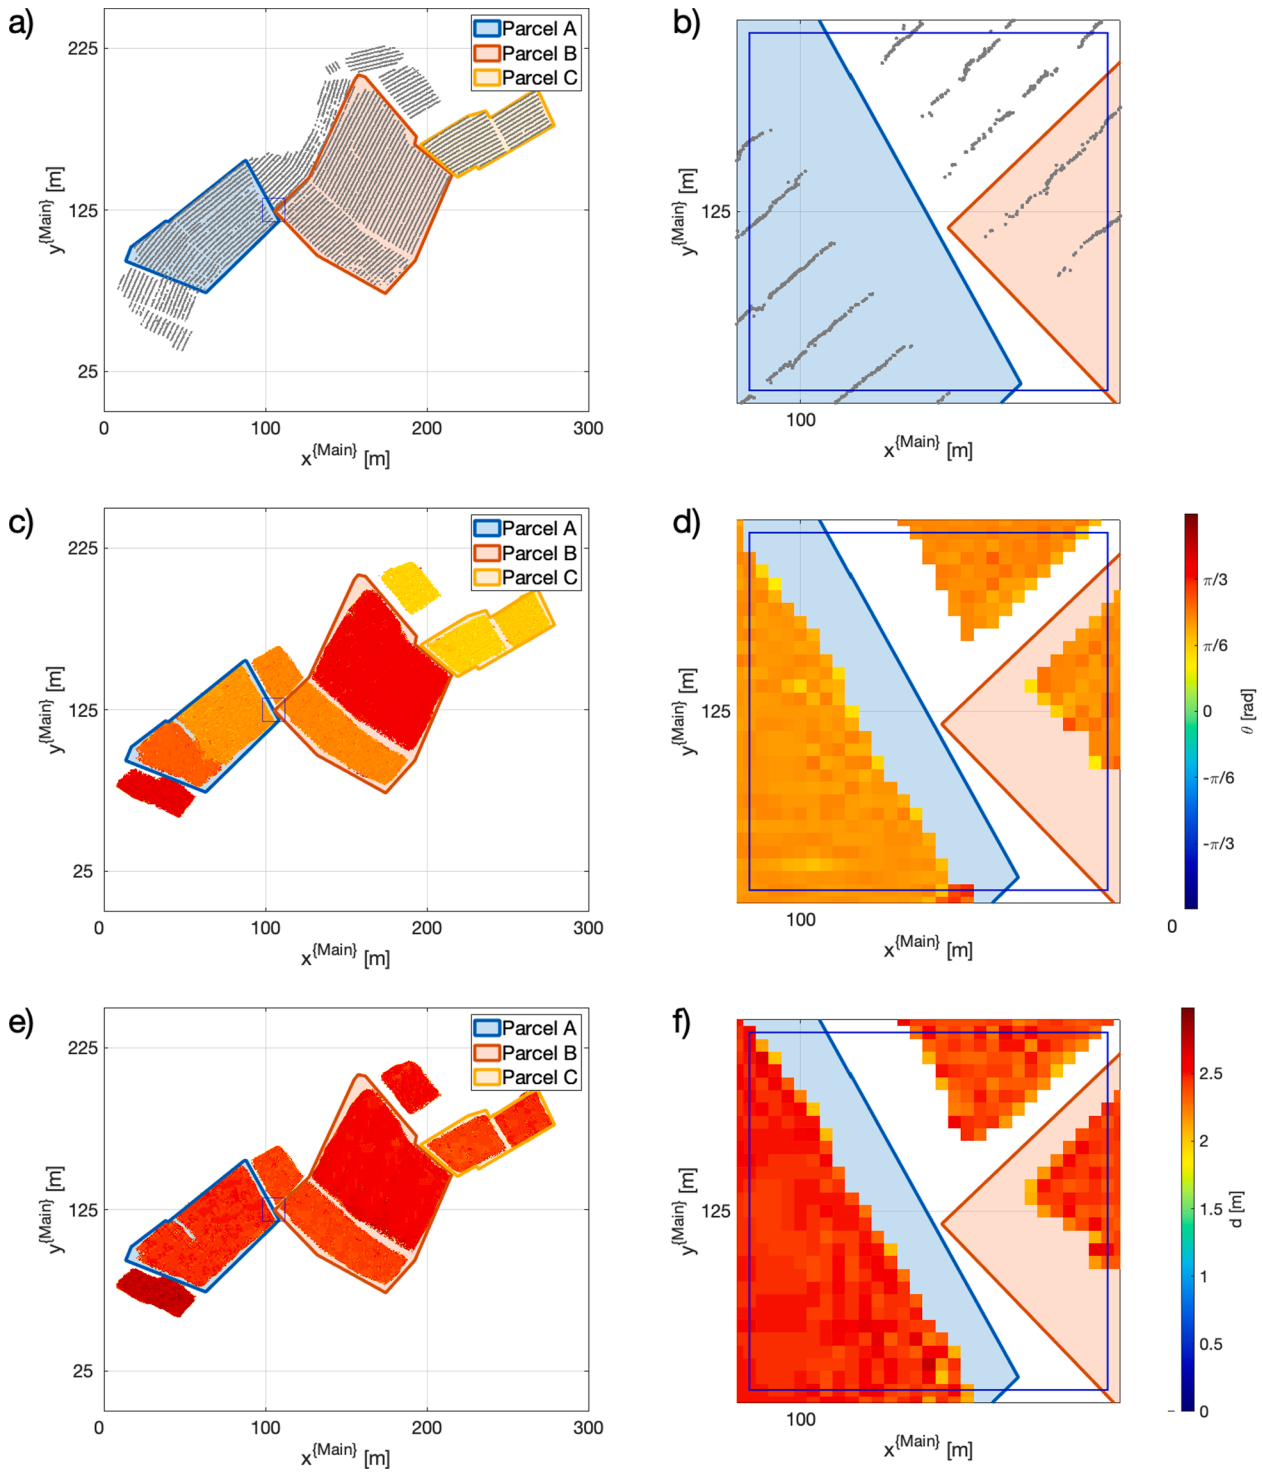 a)
Parcel A
Parcel B
Parcel C
225
125
25
y{Main} [m]
0 100 200 300
x{Main} [m]
b)
125
y{Main} [m]
100
x{Main} [m]
c)
Parcel A
Parcel B
Parcel C
225
125
25
y{Main} [m]
0 100 200 300
x{Main} [m]
d)
125
y{Main} [m]
100
x{Main} [m]
π/3
π/6
0
-π/6
-π/3
θ [rad]
0
e)
Parcel A
Parcel B
Parcel C
225
125
25
y{Main} [m]
0 100 200 300
x{Main} [m]
f)
125
y{Main} [m]
100
x{Main} [m]
2.5
2
1.5
1
0.5
0
d [m]